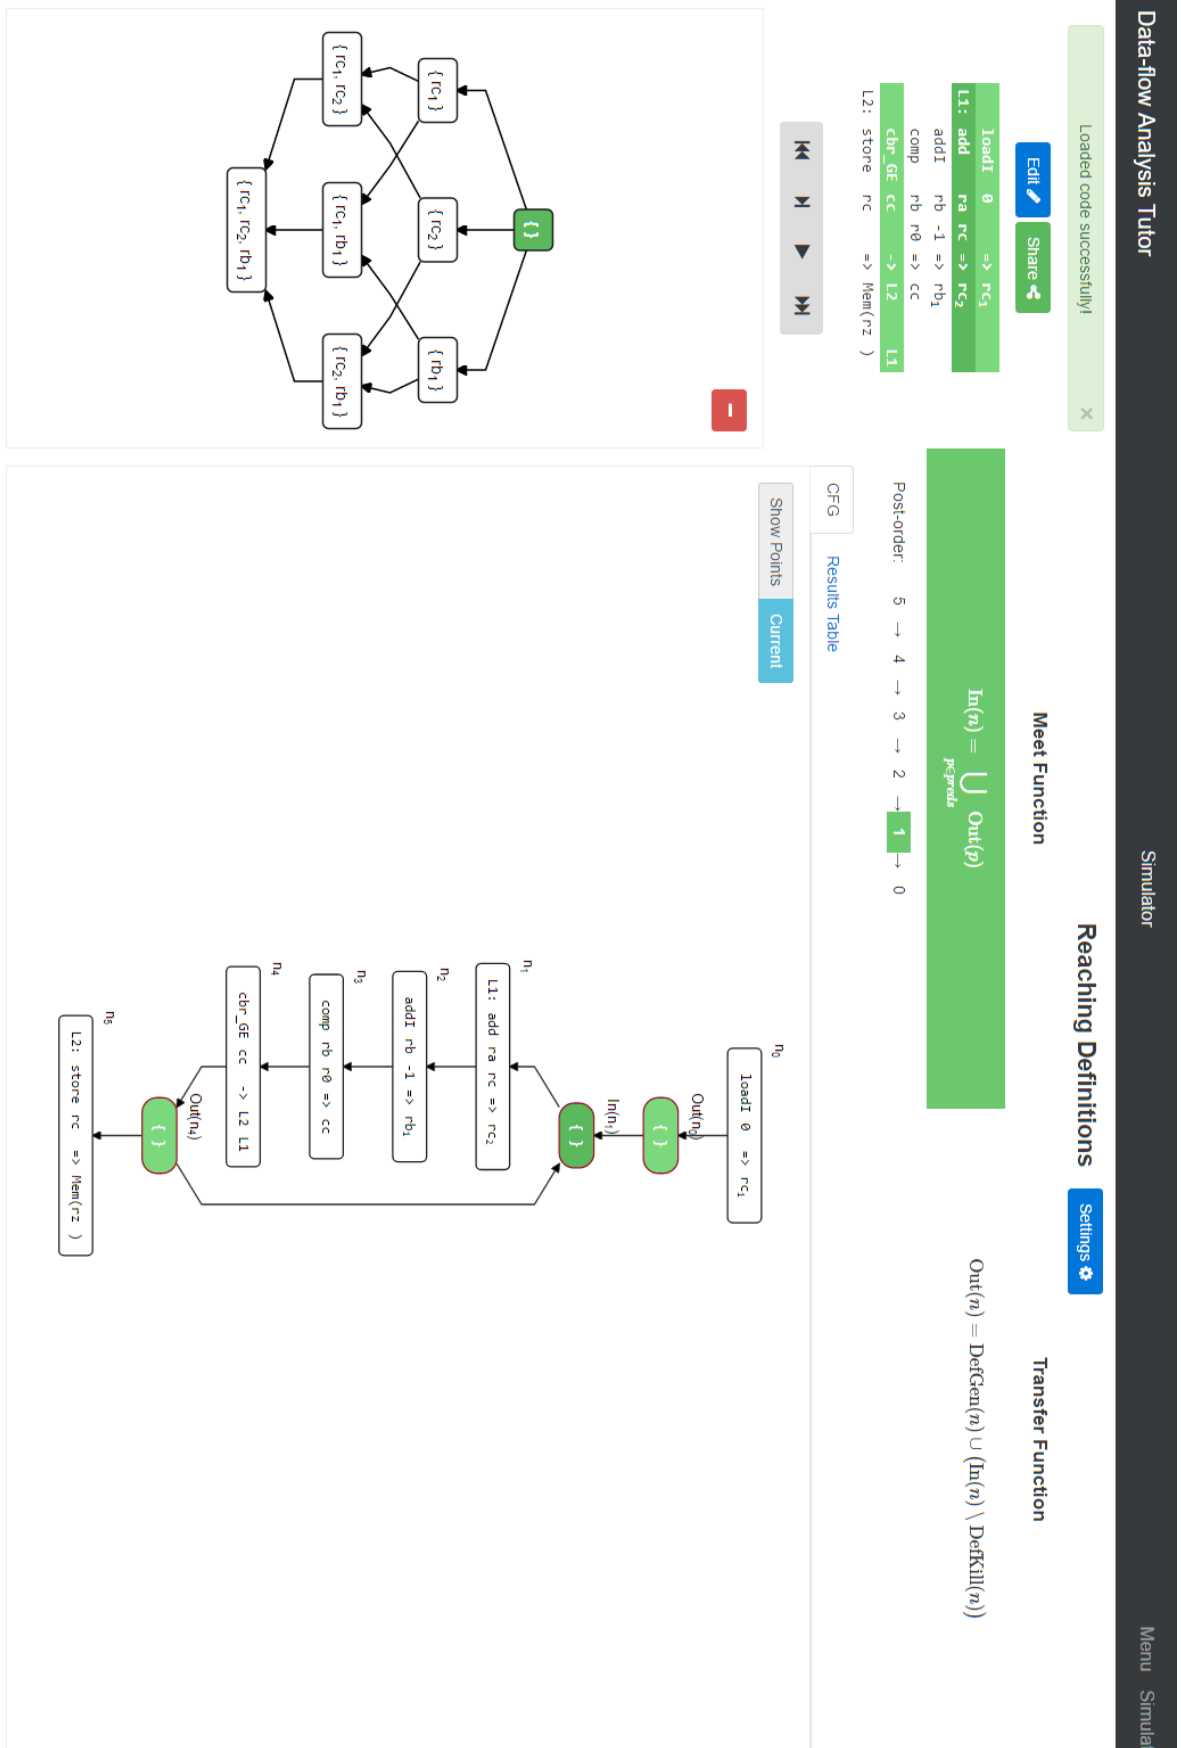 Data-flow Analysis Tutor
Simulator
Menu
Simulat
Loaded code successfully!
×
Edit
Share
loadI 0 => rc1
L1: add ra rc => rc2
addI rb -1 => rb1
comp rb r0 => cc
cbr_GE cc -> L2 L1
L2: store rc => Mem(rz )
{ }
{ rc1 }
{ rc2 }
{ rb1 }
{ rc1, rc2 }
{ rc1, rb1 }
{ rc2, rb1 }
{ rc1, rc2, rb1 }
Reaching Definitions
Settings
Meet Function
In(n) = ⋃ Out(p)
p∈preds
Transfer Function
Out(n) = DefGen(n) ∪ (In(n) \ DefKill(n))
Post-order: 5 → 4 → 3 → 2 → 1 → 0
CFG
Results Table
Show Points
Current
n0
loadI 0 => rc1
Out(n0)
{ }
In(n1)
{ }
n1
L1: add ra rc => rc2
n2
addI rb -1 => rb1
n3
comp rb r0 => cc
n4
cbr_GE cc -> L2 L1
Out(n4)
{ }
n5
L2: store rc => Mem(rz )